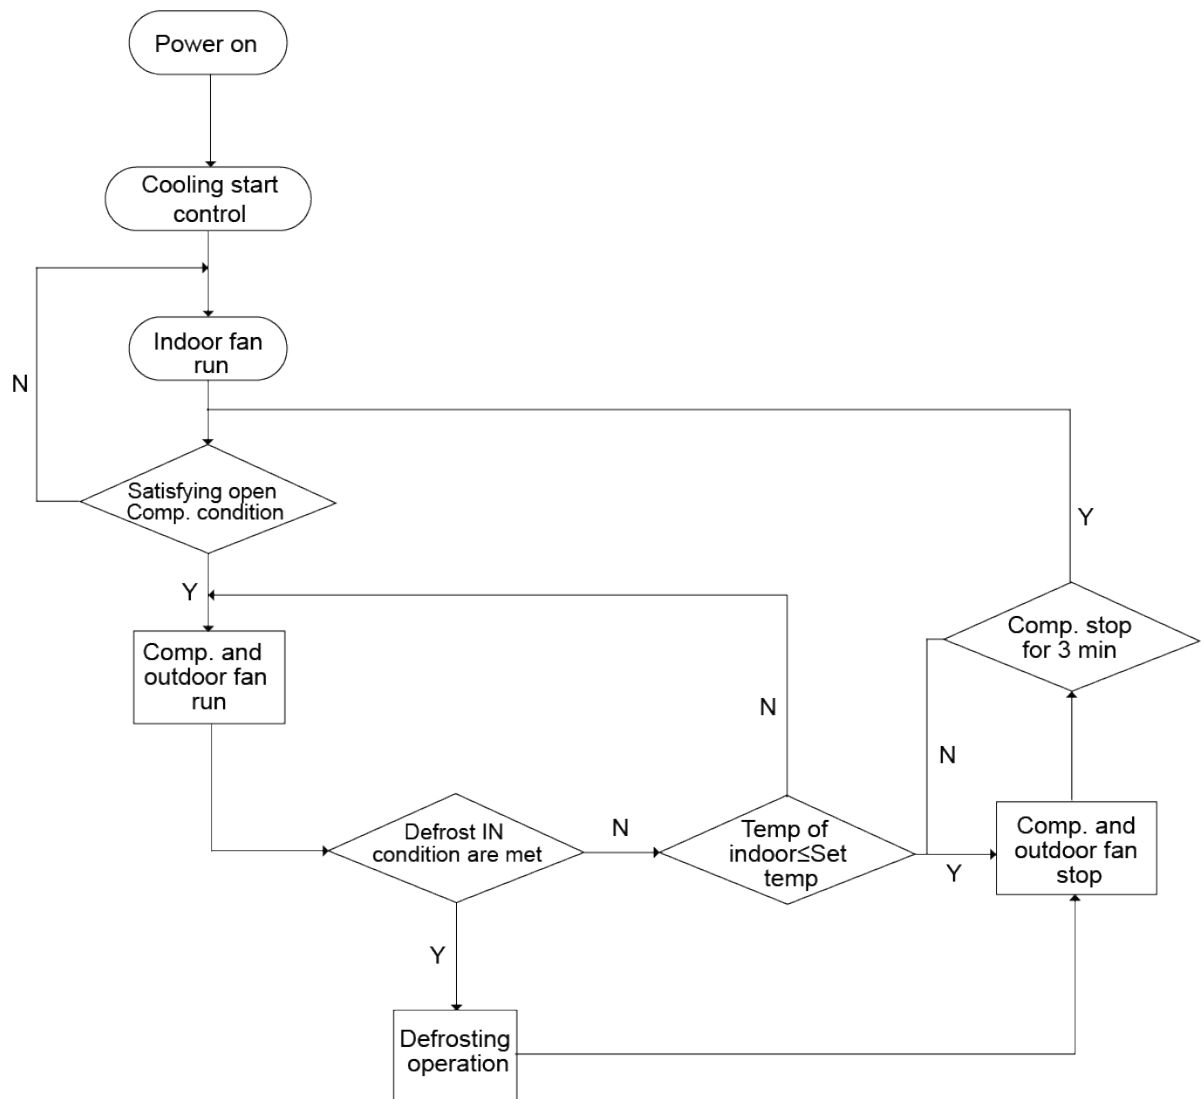 Power on
Cooling start
control
Indoor fan
run
N
Satisfying open
Comp. condition
Y
Y
Comp. stop
for 3 min
Comp. and
outdoor fan
run
N
N
Defrost IN
condition are met
N
Temp of
indoor≤Set
temp
Y
Comp. and
outdoor fan
stop
Y
Defrosting
operation